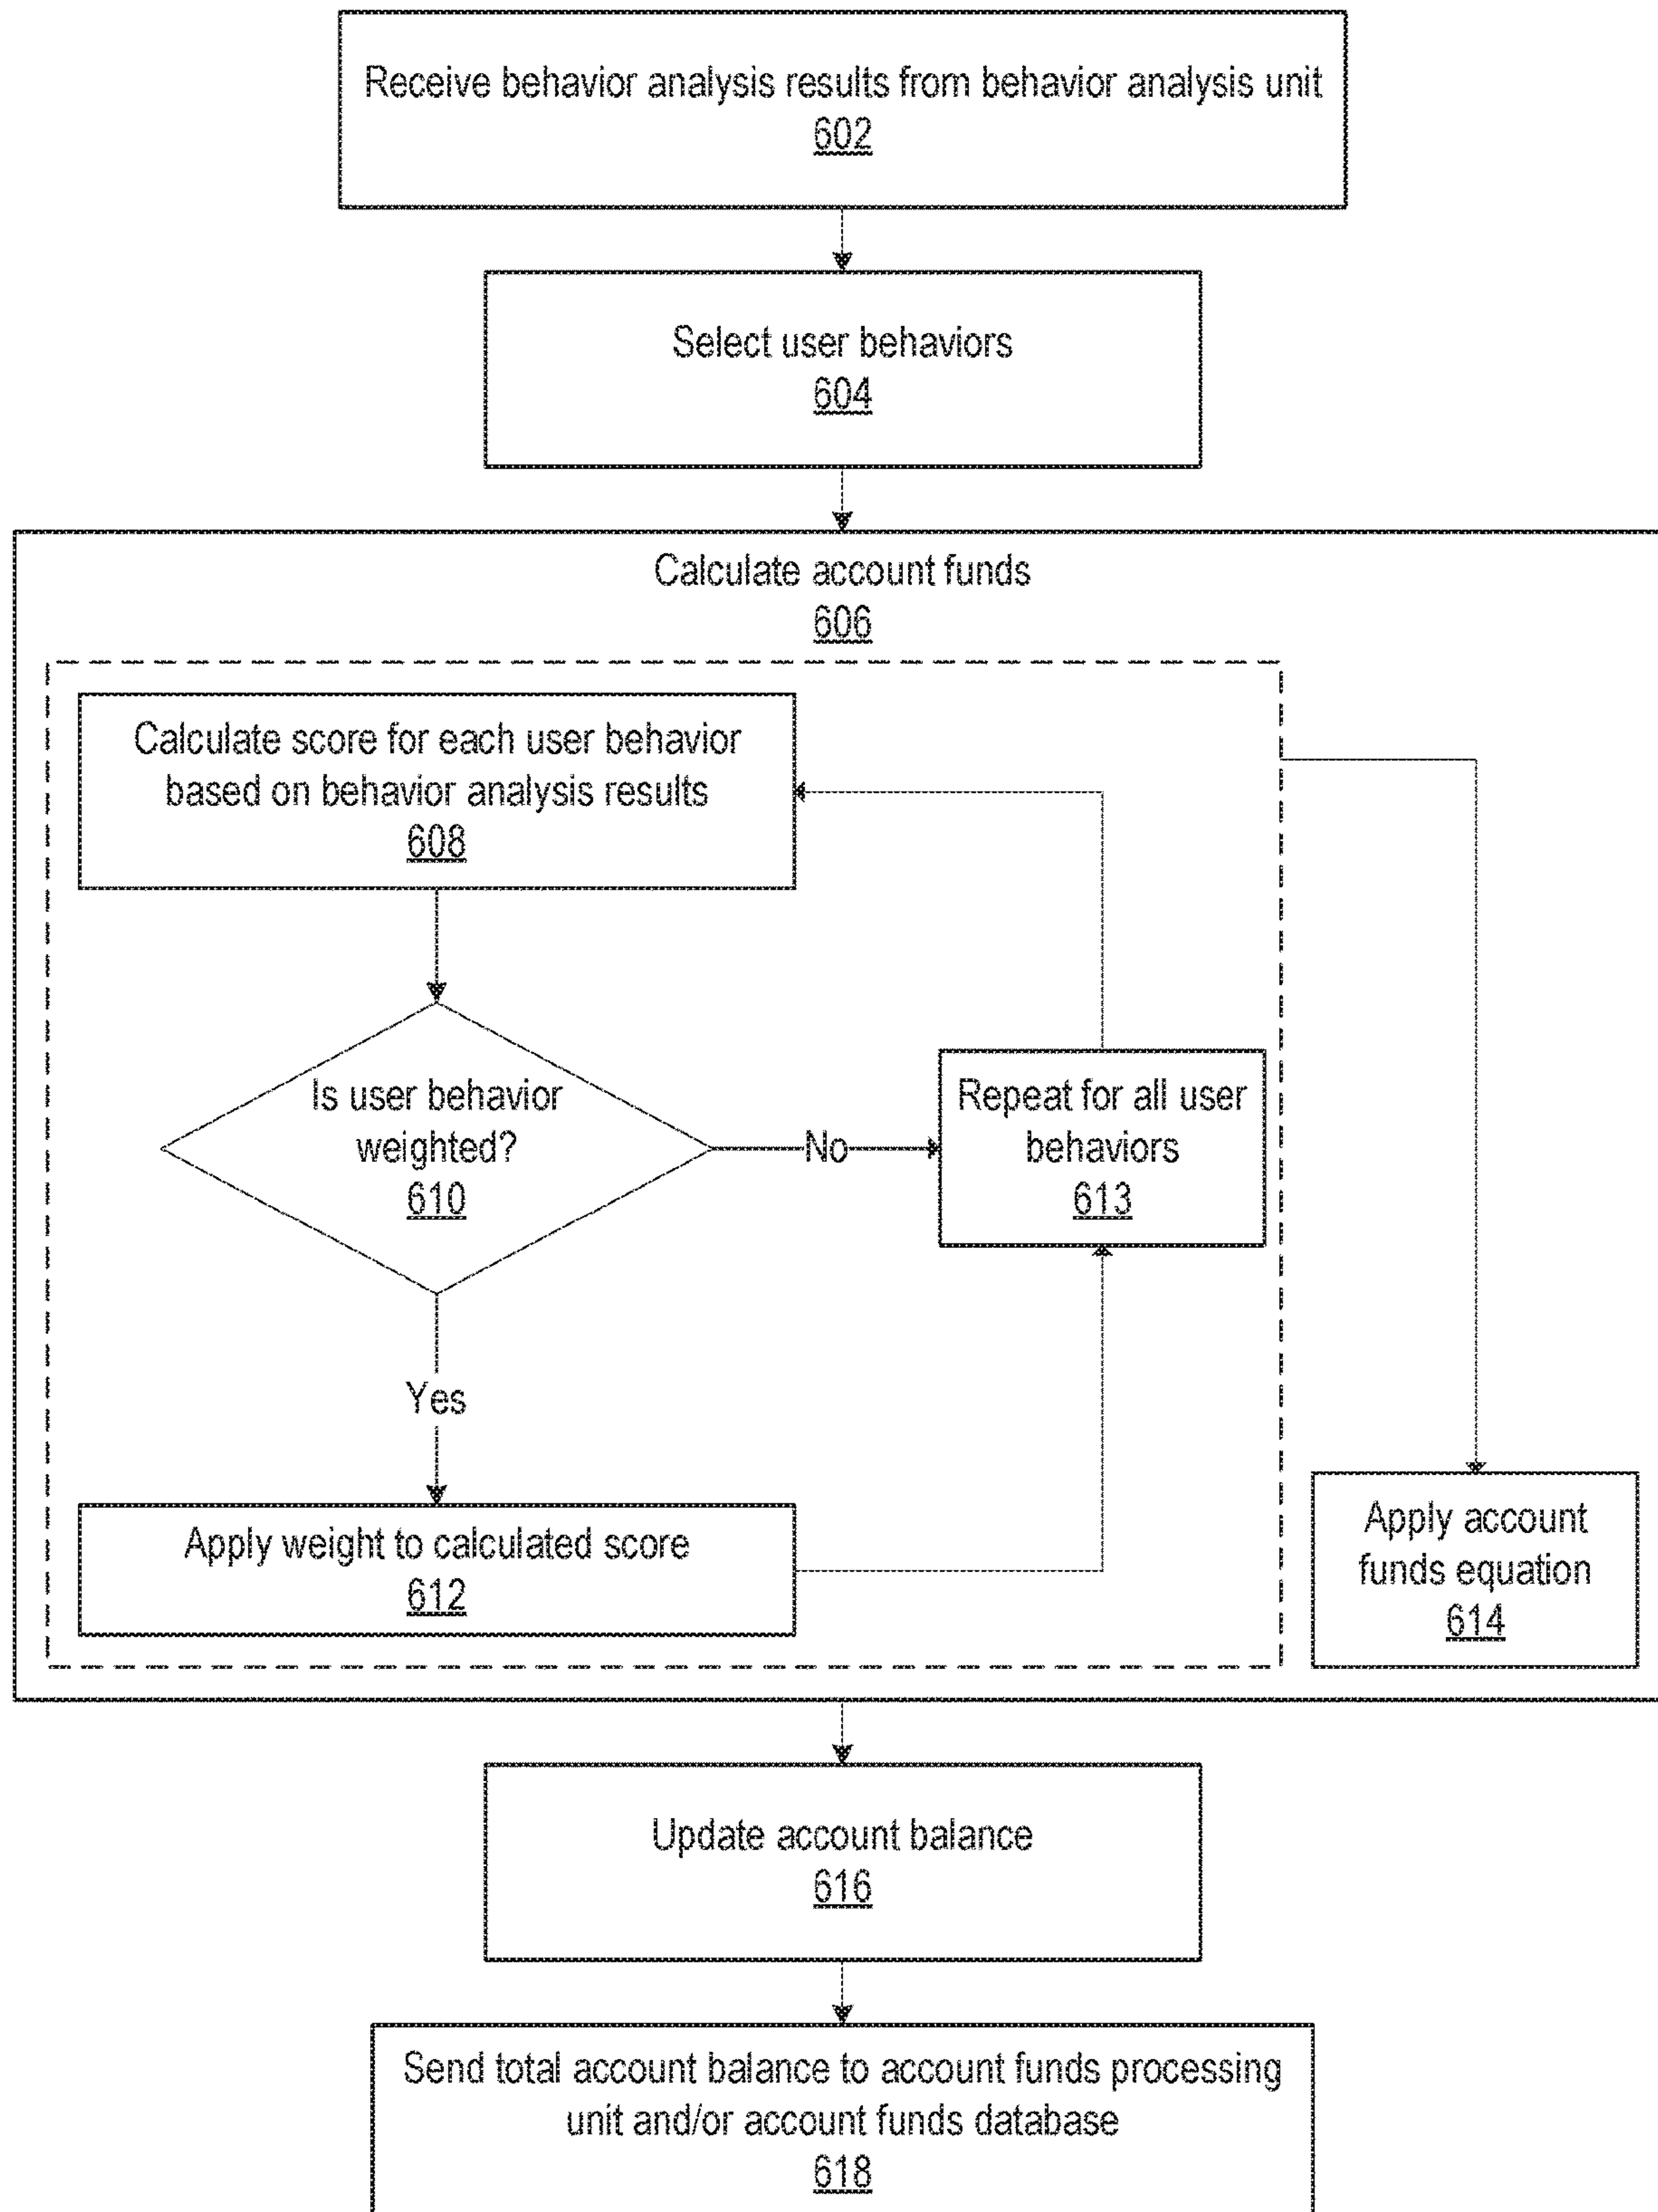 Receive behavior analysis results from behavior analysis unit
602
Select user behaviors
604
Calculate account funds
606
Calculate score for each user behavior
based on behavior analysis results
608
Is user behavior
weighted?
610
No
Repeat for all user
behaviors
613
Yes
Apply weight to calculated score
612
Apply account
funds equation
614
Update account balance
616
Send total account balance to account funds processing
unit and/or account funds database
618